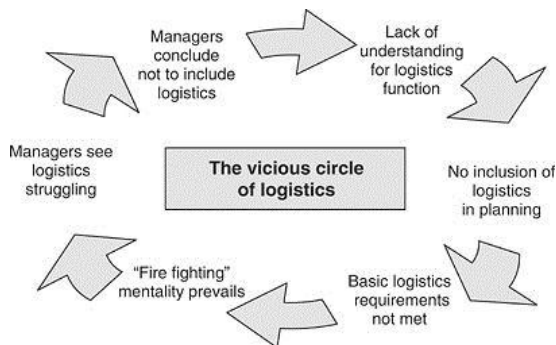 Managers
conclude
not to include
logistics
Lack of
understanding
for logistics
function
No inclusion of
logistics
in planning
Basic logistics
requirements
not met
“Fire fighting”
mentality prevails
Managers see
logistics
struggling
The vicious circle
of logistics